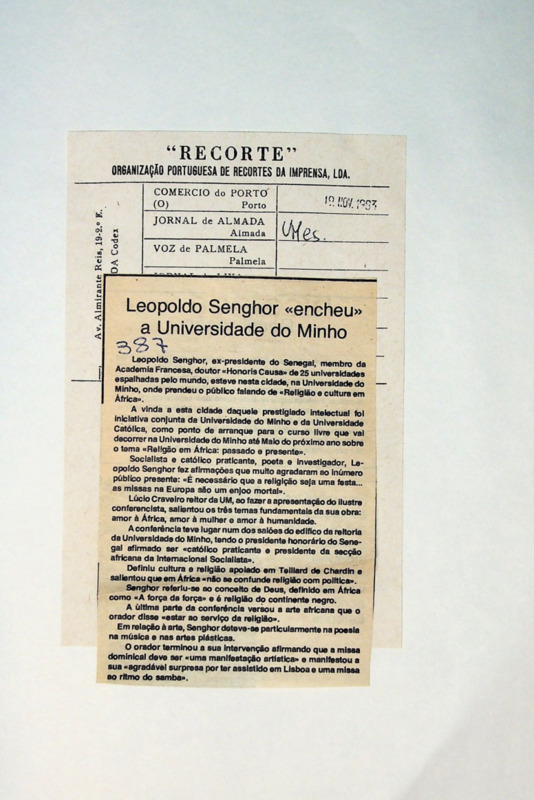 "RECORTE"
ORGANIZAÇÃO PORTUGUESA DE RECORTES DA IMPRENSA, LDA.
Av. Almirante Reis, 19-2.º E.
DA Codex
COMERCIO do PORTO
(O) Porto
19 NOV. 1983
JORNAL de ALMADA
Almada
VOZ de PALMELA
Palmela
Leopoldo Senghor «encheu»
a Universidade do Minho
387
Leopoldo Senghor, ex-presidente do Senegal, membro da
Academia Francesa, doutor «Honoris Causa» de 25 universidades
espalhadas pelo mundo, esteve nesta cidade, na Universidade do
Minho, onde prendeu o público falando de «Religião e cultura em
África».
A vinda a esta cidade daquele prestigiado intelectual foi
iniciativa conjunta da Universidade do Minho e da Universidade
Católica, como ponto de arranque para o curso livre que vai
decorrer na Universidade do Minho até Maio do próximo ano sobre
o tema «Religão em África: passado e presente».
Socialista e católico praticante, poeta e investigador, Le-
opoldo Senghor fez afirmações que muito agradaram ao inúmero
público presente: «É necessário que a religição seja uma festa...
as missas na Europa são um enjoo mortal».
Lúcio Craveiro reitor da UM, ao fazer a apresentação do ilustre
conferencista, salientou os três temas fundamentais da sua obra:
amor à África, amor à mulher e amor à humanidade.
A conferência teve lugar num dos salões do edifico da reitoria
da Universidade do Minho, tendo o presidente honorário do Sene-
gal afirmado ser «católico praticante e presidente da secção
africana da Internacional Socialista».
Definiu cultura e religião apoiado em Teillard de Chardin e
salientou que em África «não se confunde religião com política».
Senghor referiu-se ao conceito de Deus, definido em África
como «A força da força» e é religião do continente negro.
A última parte da conferência versou a arte africana que o
orador disse «estar ao serviço da religião».
Em relação à arte, Senghor deteve-se particularmente na poesia
na música e nas artes plásticas.
O orador terminou a sua intervenção afirmando que a missa
dominical deve ser «uma manifestação artística» e manifestou a
sua «agradável surpresa por ter assistido em Lisboa e uma missa
ao ritmo do samba».